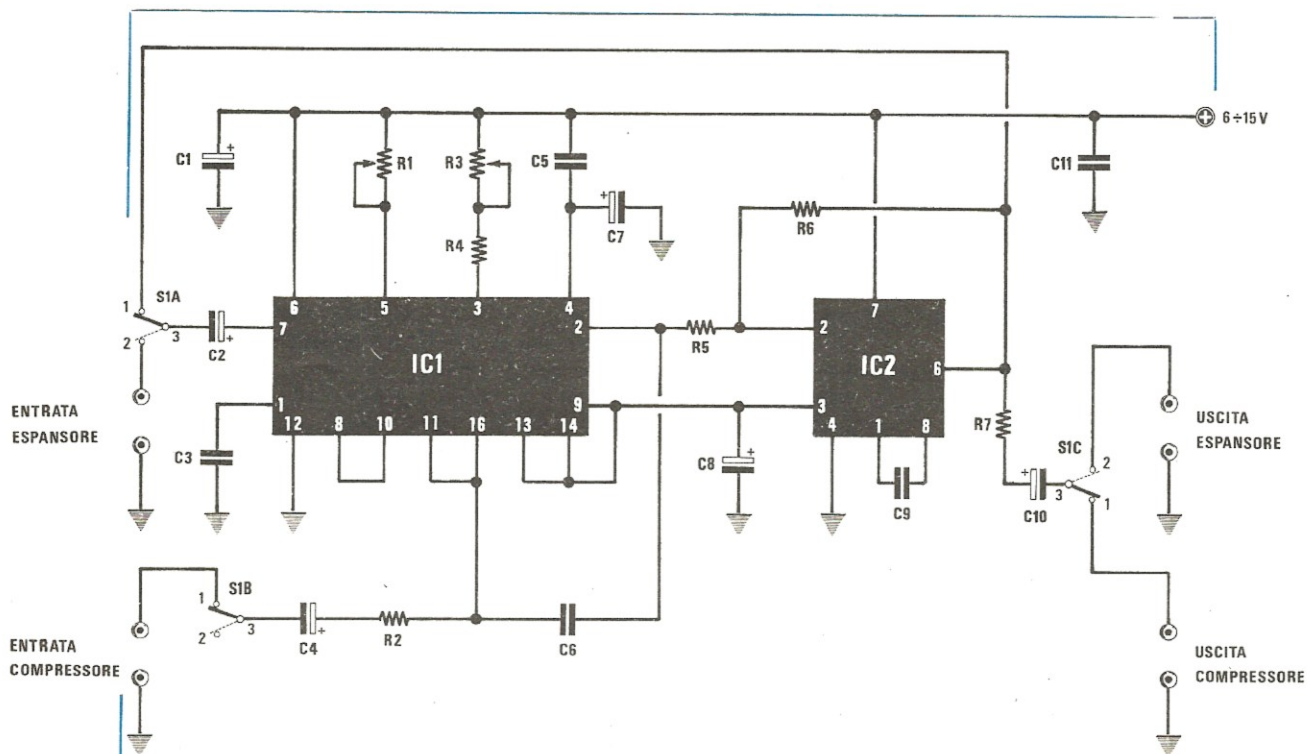 6÷15V
C1
R1
R3
C5
C11
C7
R6
R4
1
S1A
2
3
C2
6
5
3
4
7
2
IC1
R5
7
2
IC2
6
ENTRATA
ESPANSORE
1
9
3
12
8
10
11
16
13
14
4
1
8
C3
C8
C9
R7
C10
S1C
3
2
1
USCITA
ESPANSORE
S1B
1
2
3
C4
R2
C6
ENTRATA
COMPRESSORE
USCITA
COMPRESSORE